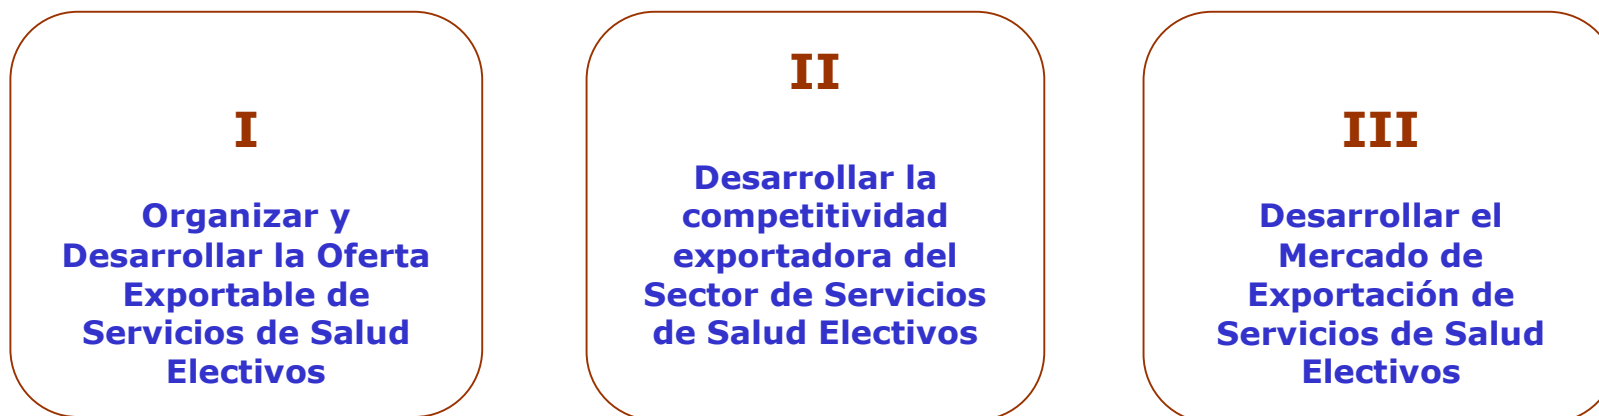 I
Organizar y
Desarrollar la Oferta
Exportable de
Servicios de Salud
Electivos
II
Desarrollar la
competitividad
exportadora del
Sector de Servicios
de Salud Electivos
III
Desarrollar el
Mercado de
Exportación de
Servicios de Salud
Electivos